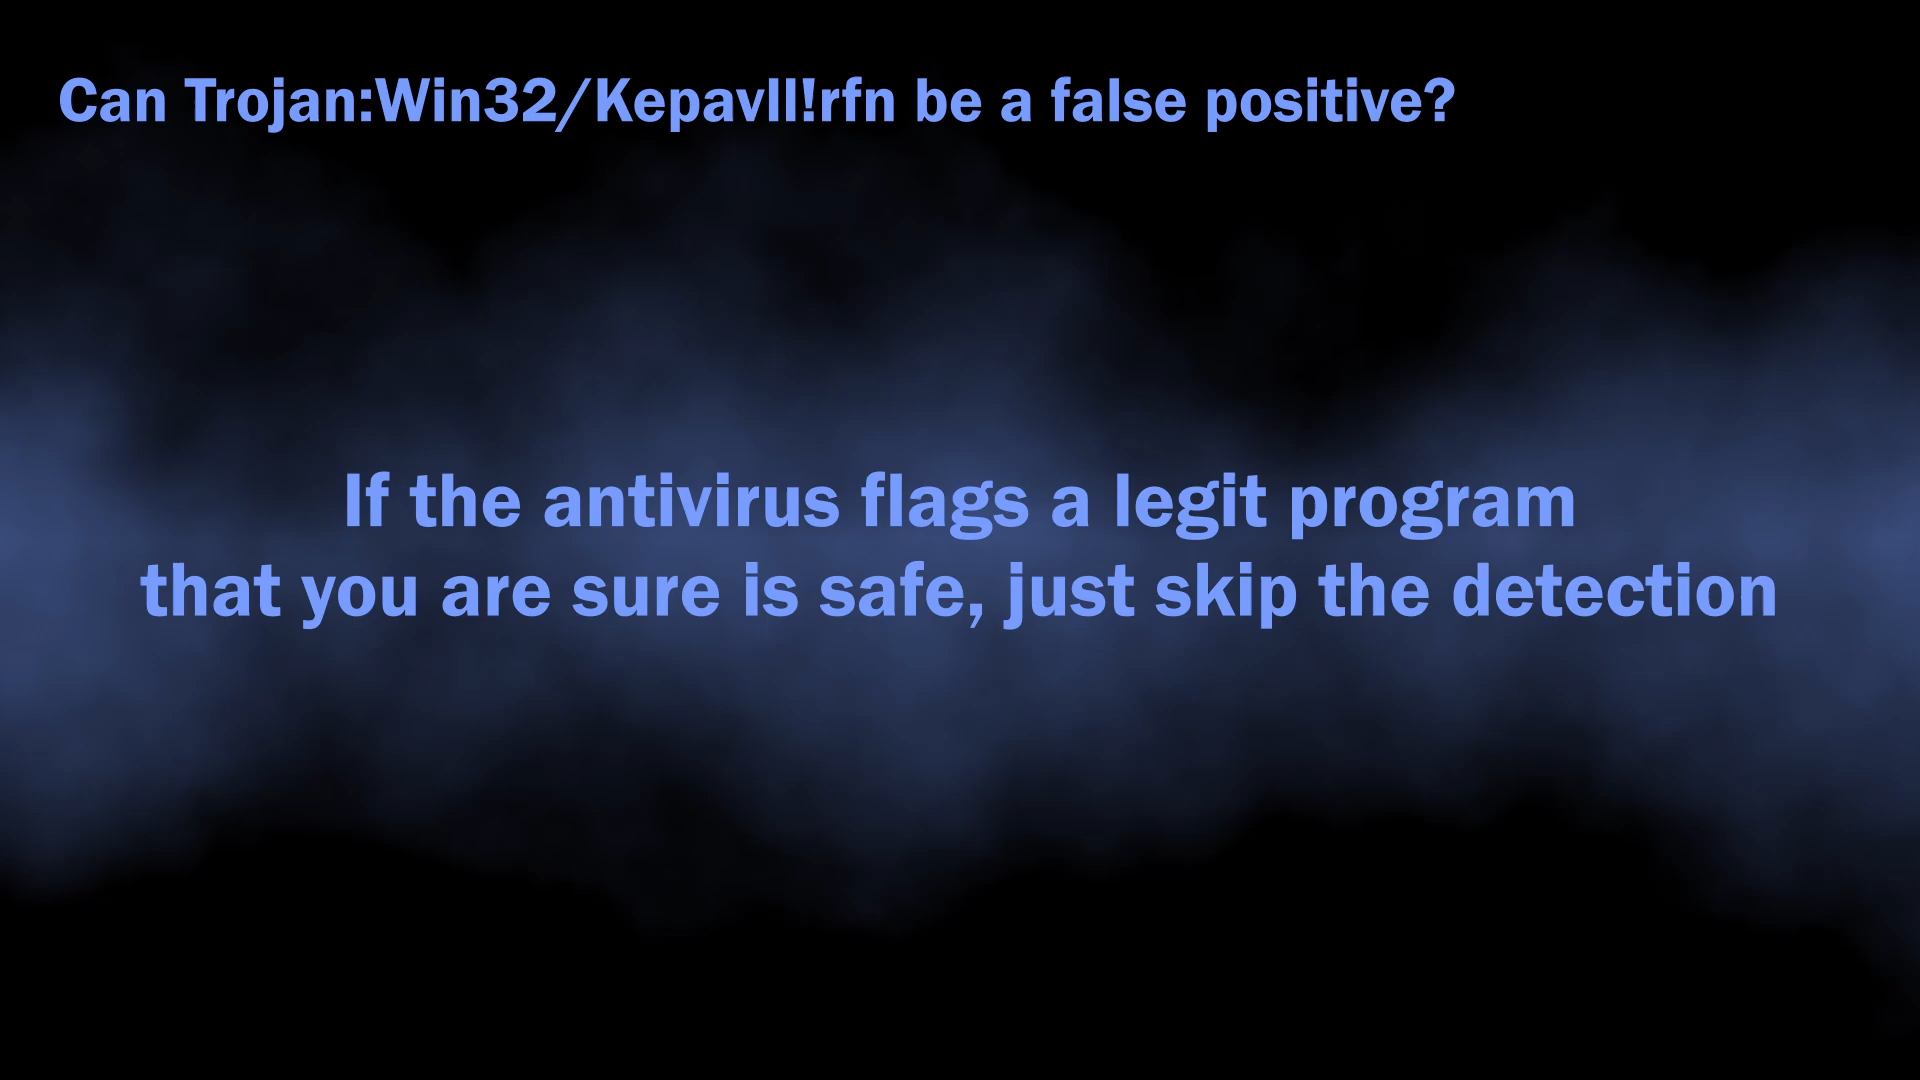 Can Trojan:Win32/Kepavll!rfn be a false positive?
If the antivirus flags a legit program
that you are sure is safe, just skip the detection